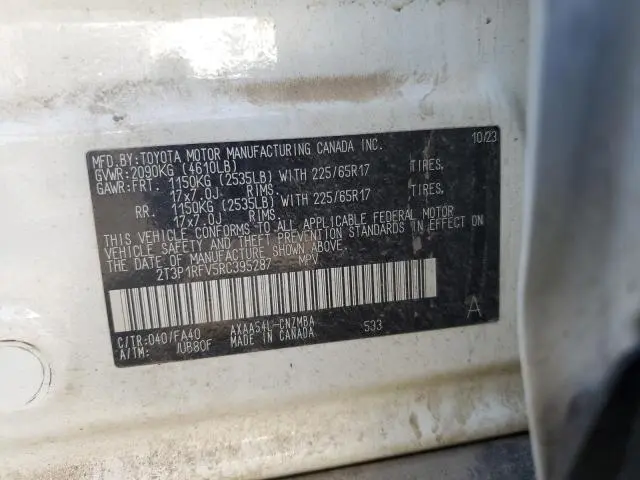 MFD.BY:TOYOTA MOTOR MANUFACTURING CANADA INC. 10/23
GVWR:2090KG (4610LB)
GAWR:FRT. 1150KG (2535LB) WITH 225/65R17 TIRES.
17x7.0J RIMS.
RR. 1150KG (2535LB) WITH 225/65R17 TIRES.
17x7.0J RIMS.
THIS VEHICLE CONFORMS TO ALL APPLICABLE FEDERAL MOTOR
VEHICLE SAFETY AND THEFT PREVENTION STANDARDS IN EFFECT ON
THE DATE OF MANUFACTURE SHOWN ABOVE.
2T3P1RFV5RC395287 MPV
C/TR:040/FA40 AXAA54L-CNZMBA 533 A
A/TM: /UB80F MADE IN CANADA